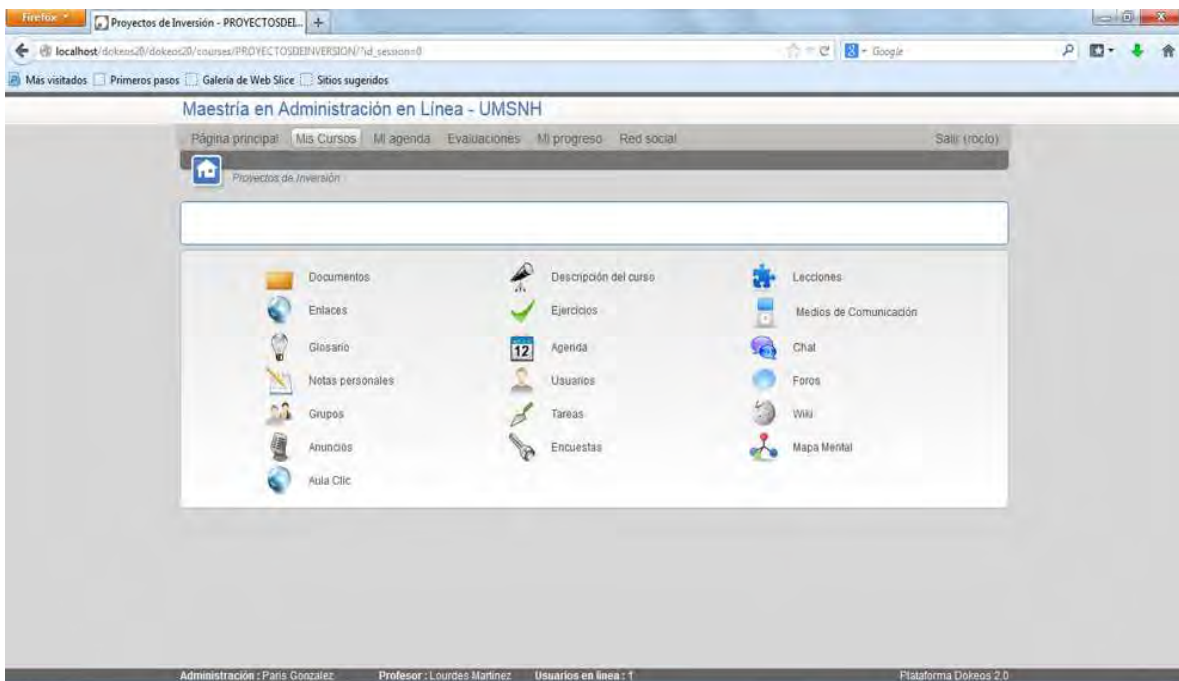 Firefox
Proyectos de Inversión - PROYECTOSDEI...
localhost/dokeos20/dokeos20/courses/PROYECTOSDEINVERSION/?id_session=0
Google
Más visitados Primeros pasos Galería de Web Slice Sitios sugeridos
Maestría en Administración en Línea - UMSNH
Página principal Mis Cursos Mi agenda Evaluaciones Mi progreso Red social Salir (rocio)
Proyectos de Inversión
Documentos Descripción del curso Lecciones
Enlaces Ejercicios Medios de Comunicación
Glosario 12 Agenda Chat
Notas personales Usuarios Foros
Grupos Tareas Wiki
Anuncios Encuestas Mapa Mental
Aula Clic
Administración : Paris Gonzalez Profesor : Lourdes Martinez Usuarios en línea : 1 Plataforma Dokeos 2.0